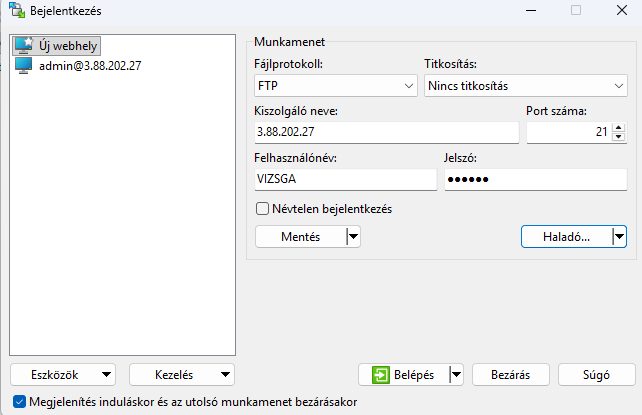 Bejelentkezés
Új webhely
admin@3.88.202.27
Munkamenet
Fájlprotokoll:
Titkosítás:
FTP
Nincs titkosítás
Kiszolgáló neve:
Port száma:
3.88.202.27
21
Felhasználónév:
Jelszó:
VIZSGA
●●●●●●
Névtelen bejelentkezés
Mentés
Haladó...
Eszközök
Kezelés
Belépés
Bezárás
Súgó
Megjelenítés induláskor és az utolsó munkamenet bezárásakor